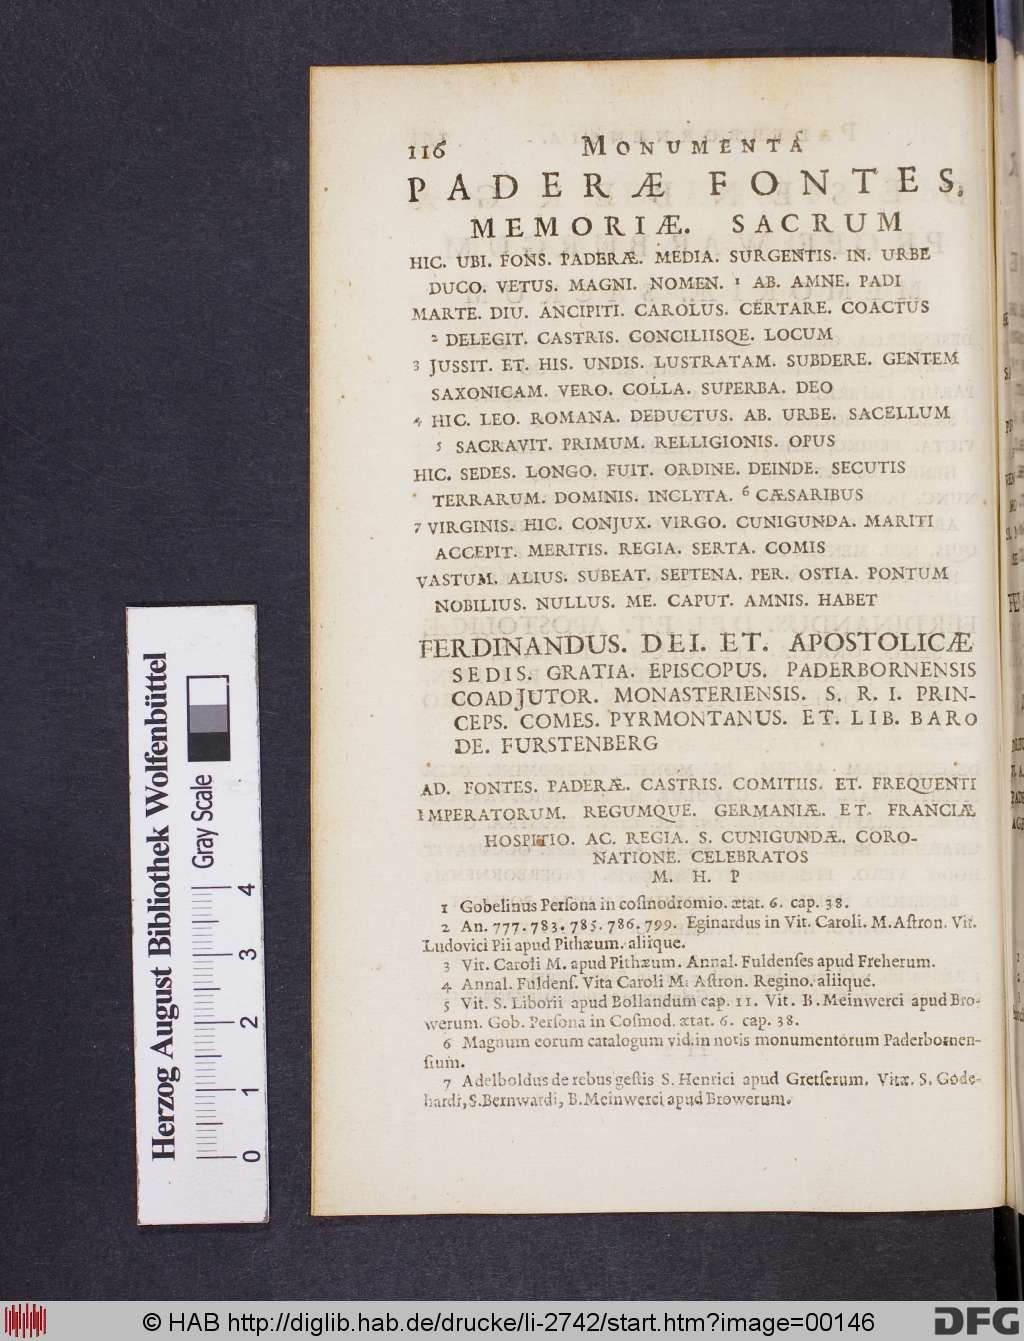 116 MONUMENTA
PADERÆ FONTES,
MEMORIÆ. SACRUM
HIC. UBI. FONS. PADERÆ. MEDIA. SURGENTIS. IN. URBE
DUCO. VETUS. MAGNI. NOMEN. 1 AB. AMNE. PADI
MARTE. DIU. ANCIPITI. CAROLUS. CERTARE. COACTUS
2 DELEGIT. CASTRIS. CONCILIISQE. LOCUM
3 JUSSIT. ET. HIS. UNDIS. LUSTRATAM. SUBDERE. GENTEM
SAXONICAM. VERO. COLLA. SUPERBA. DEO
4 HIC. LEO. ROMANA. DEDUCTUS. AB. URBE. SACELLUM
5 SACRAVIT. PRIMUM. RELLIGIONIS. OPUS
HIC. SEDES. LONGO. FUIT. ORDINE. DEINDE. SECUTIS
TERRARUM. DOMINIS. INCLYTA. 6 CÆSARIBUS
7 VIRGINIS. HIC. CONJUX. VIRGO. CUNIGUNDA. MARITI
ACCEPIT. MERITIS. REGIA. SERTA. COMIS
VASTUM. ALIUS. SUBEAT. SEPTENA. PER. OSTIA. PONTUM
NOBILIUS. NULLUS. ME. CAPUT. AMNIS. HABET
FERDINANDUS. DEI. ET. APOSTOLICÆ
SEDIS. GRATIA. EPISCOPUS. PADERBORNENSIS
COADJUTOR. MONASTERIENSIS. S. R. I. PRIN-
CEPS. COMES. PYRMONTANUS. ET. LIB. BARO
DE. FURSTENBERG
AD. FONTES. PADERÆ. CASTRIS. COMITIIS. ET. FREQUENTI
IMPERATORUM. REGUMQUE. GERMANIÆ. ET. FRANCIÆ
HOSPITIO. AC. REGIA. S. CUNIGUNDÆ. CORO-
NATIONE. CELEBRATOS
M. H. P
1 Gobelinus Perſona in coſmodromio. ætat. 6. cap. 38.
2 An. 777. 783. 785. 786. 799. Eginardus in Vit. Caroli. M. Aſtron. Vit.
Ludovici Pii apud Pithæum. aliique.
3 Vit. Caroli M. apud Pithæum. Annal. Fuldenſes apud Freherum.
4 Annal. Fuldenſ. Vita Caroli M. Aſtron. Regino. aliique.
5 Vit. S. Liborii apud Bollandum cap. 11. Vit. B. Meinwerci apud Bro-
werum. Gob. Perſona in Coſmod. ætat. 6. cap. 38.
6 Magnum eorum catalogum vid. in notis monumentorum Paderbornen-
ſium.
7 Adelboldus de rebus geſtis S. Henrici apud Gretſerum. Vitæ. S. Gode-
hardi, S. Bernwardi, B. Meinwerci apud Browerum.
Herzog August Bibliothek Wolfenbüttel
Gray Scale
0 1 2 3 4
© HAB http://diglib.hab.de/drucke/li-2742/start.htm?image=00146
DFG